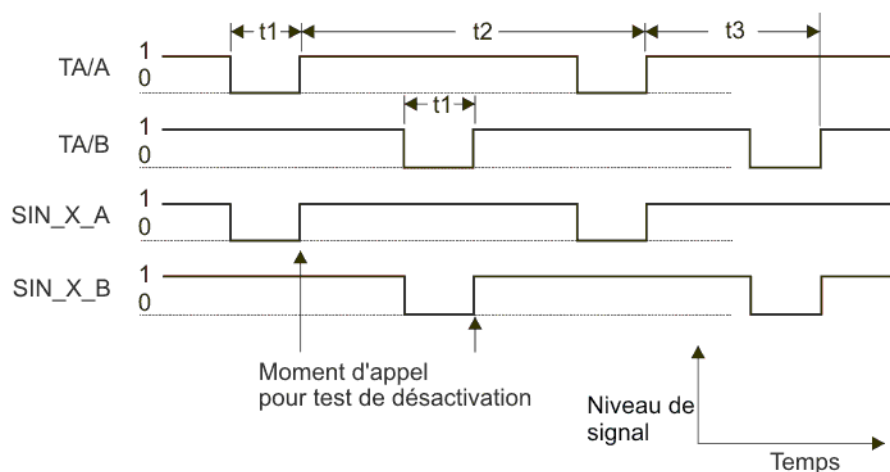 t1
t2
t3
TA/A
1
0
t1
TA/B
1
0
SIN_X_A
1
0
SIN_X_B
1
0
Moment d'appel
pour test de désactivation
Niveau de
signal
Temps